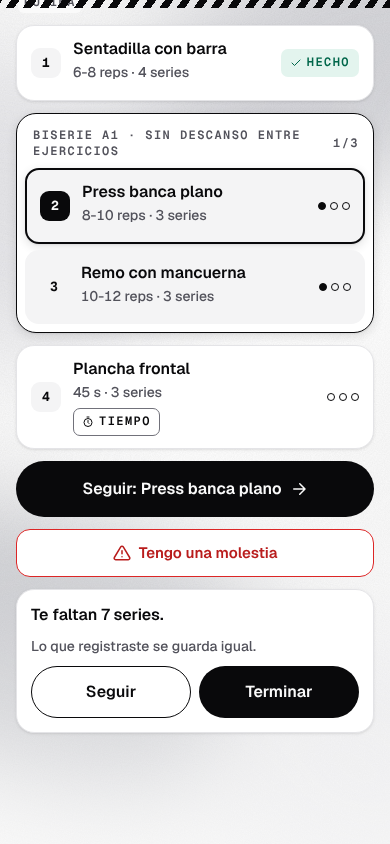 1
Sentadilla con barra
6-8 reps · 4 series
HECHO
BISERIE A1 · SIN DESCANSO ENTRE
EJERCICIOS
1/3
2
Press banca plano
8-10 reps · 3 series
3
Remo con mancuerna
10-12 reps · 3 series
4
Plancha frontal
45 s · 3 series
TIEMPO
Seguir: Press banca plano →
Tengo una molestia
Te faltan 7 series.
Lo que registraste se guarda igual.
Seguir
Terminar